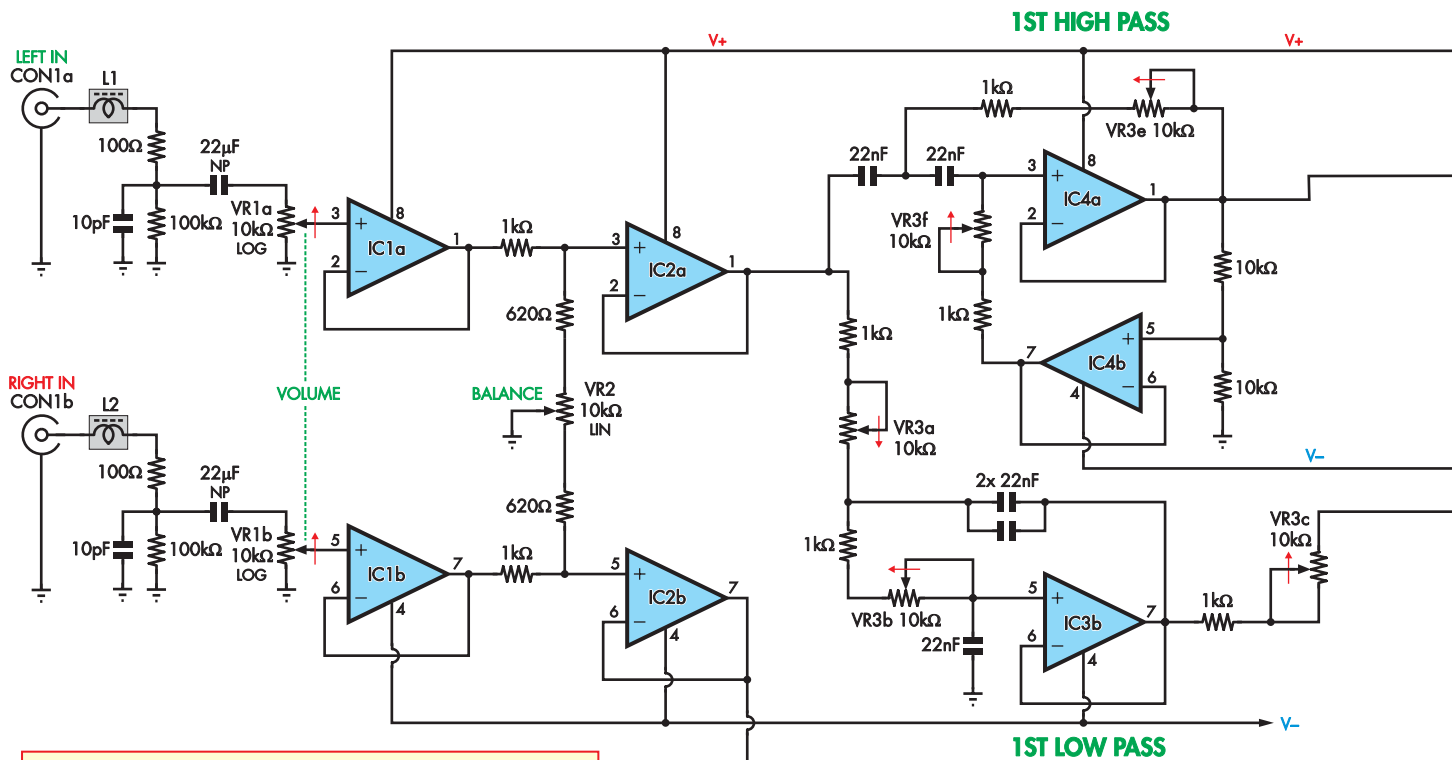 1ST HIGH PASS
V+
V+
LEFT IN
CON1a
L1
100Ω
22µF
NP
10pF
100kΩ
VR1a
10kΩ
LOG
3
2
8
1
+
–
IC1a
1kΩ
3
2
8
1
+
–
IC2a
620Ω
22nF
22nF
1kΩ
VR3e 10kΩ
3
2
8
1
+
–
IC4a
VR3f
10kΩ
1kΩ
10kΩ
7
5
6
4
+
–
IC4b
10kΩ
V–
1kΩ
VR3a
10kΩ
RIGHT IN
CON1b
L2
VOLUME
BALANCE
VR2
10kΩ
LIN
100Ω
22µF
NP
10pF
100kΩ
VR1b
10kΩ
LOG
5
6
7
4
+
–
IC1b
1kΩ
620Ω
5
6
7
4
+
–
IC2b
2x 22nF
1kΩ
VR3b 10kΩ
22nF
5
6
7
4
+
–
IC3b
1kΩ
VR3c
10kΩ
V–
1ST LOW PASS